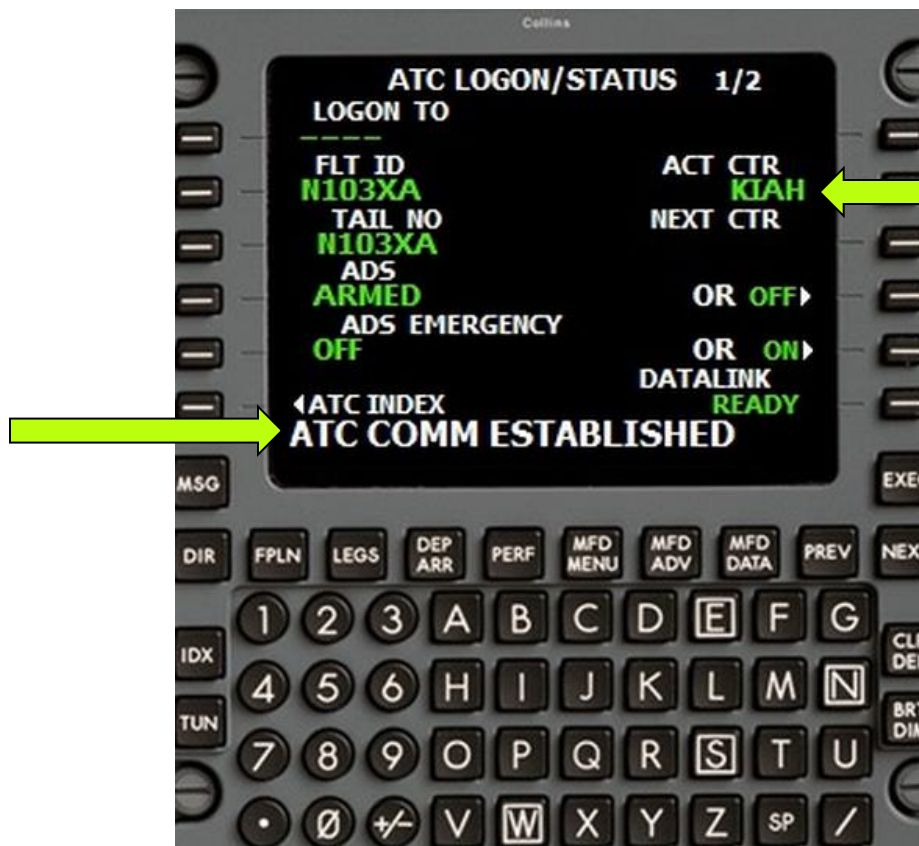 Collins
ATC LOGON/STATUS 1/2
LOGON TO
----
FLT ID ACT CTR
N103XA KIAH
TAIL NO NEXT CTR
N103XA
ADS
ARMED OR OFF
ADS EMERGENCY
OFF OR ON
DATALINK
ATC INDEX READY
ATC COMM ESTABLISHED
MSG EXE
DIR FPLN LEGS DEP ARR PERF MFD MENU MFD ADV MFD DATA PREV NEX
1 2 3 A B C D E F G
IDX CL DE
4 5 6 H I J K L M N
TUN BR DI
7 8 9 O P Q R S T U
. Ø +/- V W X Y Z SP /